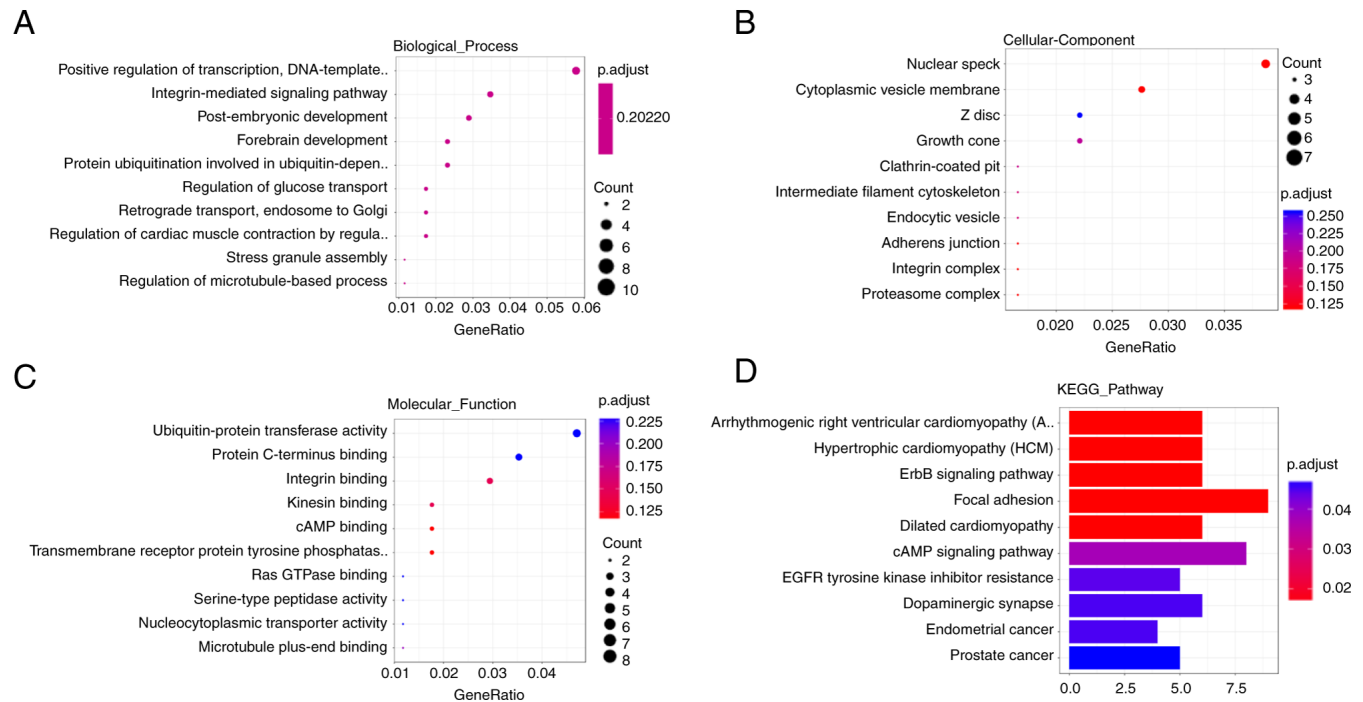 A
Biological_Process
Positive regulation of transcription, DNA-template..
Integrin-mediated signaling pathway
Post-embryonic development
Forebrain development
Protein ubiquitination involved in ubiquitin-depen..
Regulation of glucose transport
Retrograde transport, endosome to Golgi
Regulation of cardiac muscle contraction by regula..
Stress granule assembly
Regulation of microtubule-based process
0.01 0.02 0.03 0.04 0.05 0.06
GeneRatio
p.adjust
0.20220
Count
2
4
6
8
10
B
Cellular-Component
Nuclear speck
Cytoplasmic vesicle membrane
Z disc
Growth cone
Clathrin-coated pit
Intermediate filament cytoskeleton
Endocytic vesicle
Adherens junction
Integrin complex
Proteasome complex
0.020 0.025 0.030 0.035
GeneRatio
Count
3
4
5
6
7
p.adjust
0.250
0.225
0.200
0.175
0.150
0.125
C
Molecular_Function
Ubiquitin-protein transferase activity
Protein C-terminus binding
Integrin binding
Kinesin binding
cAMP binding
Transmembrane receptor protein tyrosine phosphatas..
Ras GTPase binding
Serine-type peptidase activity
Nucleocytoplasmic transporter activity
Microtubule plus-end binding
0.01 0.02 0.03 0.04
GeneRatio
p.adjust
0.225
0.200
0.175
0.150
0.125
Count
2
3
4
5
6
7
8
D
KEGG_Pathway
Arrhythmogenic right ventricular cardiomyopathy (A..
Hypertrophic cardiomyopathy (HCM)
ErbB signaling pathway
Focal adhesion
Dilated cardiomyopathy
cAMP signaling pathway
EGFR tyrosine kinase inhibitor resistance
Dopaminergic synapse
Endometrial cancer
Prostate cancer
0.0 2.5 5.0 7.5
p.adjust
0.04
0.03
0.02